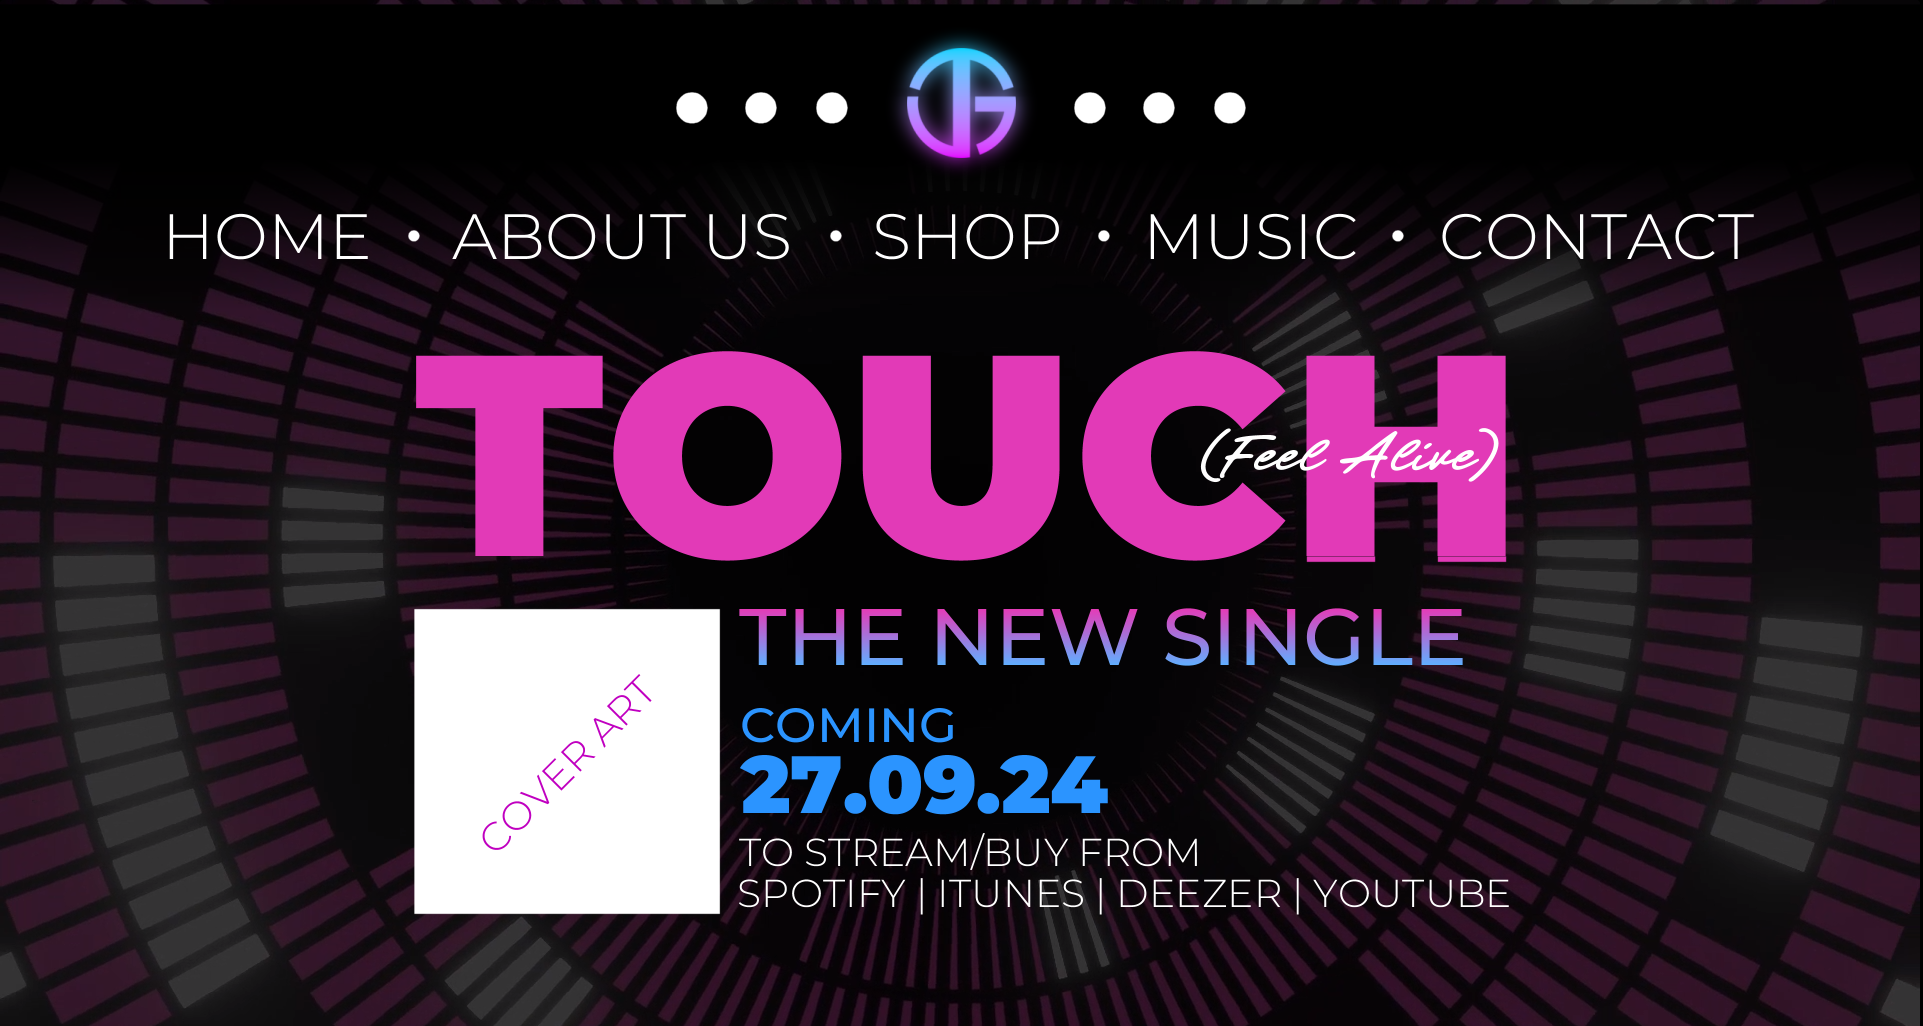 HOME • ABOUT US • SHOP • MUSIC • CONTACT
TOUCH
(Feel Alive)
THE NEW SINGLE
COMING
27.09.24
TO STREAM/BUY FROM
SPOTIFY | ITUNES | DEEZER | YOUTUBE
COVER ART